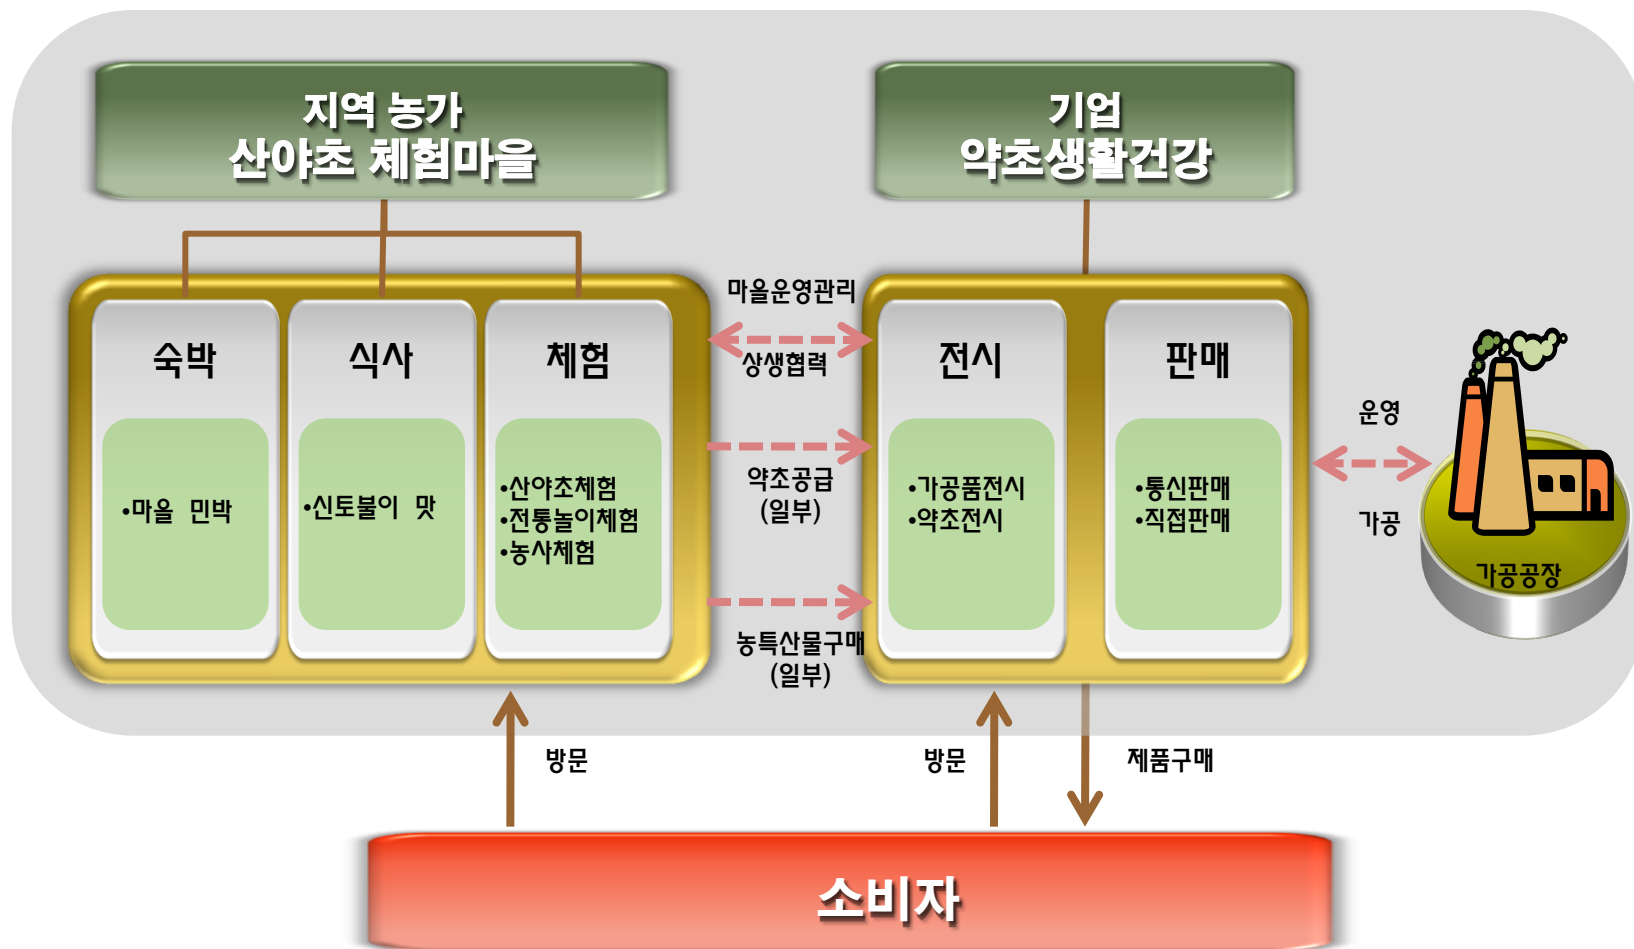 지역 농가
산야초 체험마을
기업
약초생활건강
마을운영관리
상생협력
숙박
식사
체험
전시
판매
•마을 민박
•신토불이 맛
•산야초체험
•전통놀이체험
•농사체험
약초공급
(일부)
•가공품전시
•약초전시
•통신판매
•직접판매
운영
가공
가공공장
농특산물구매
(일부)
방문
방문
제품구매
소비자